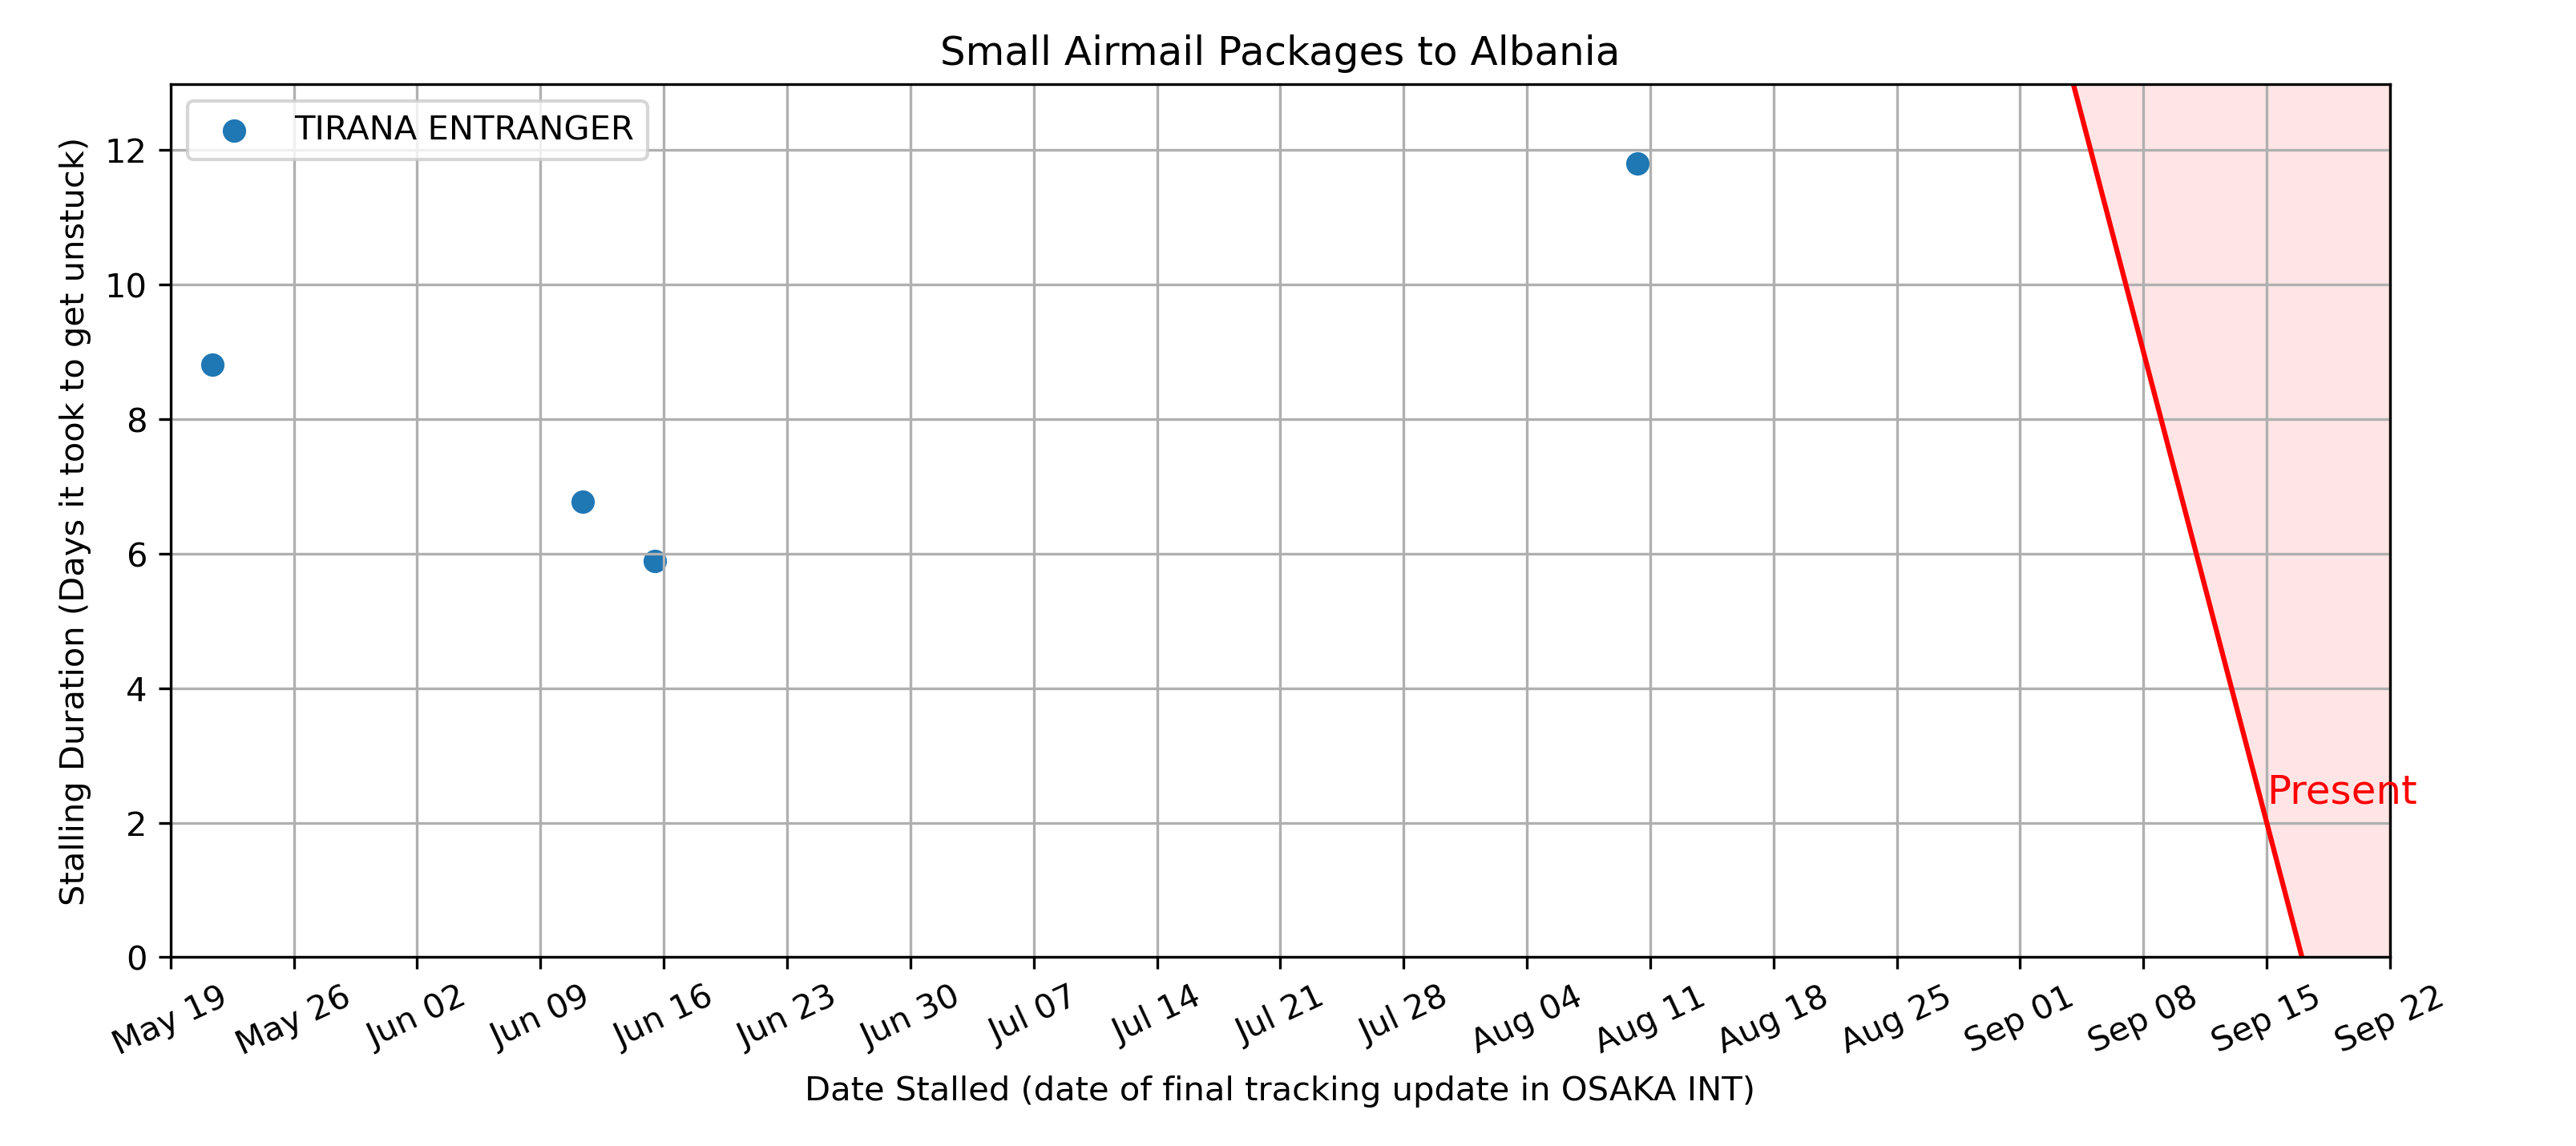 Small Airmail Packages to Albania
TIRANA ENTRANGER
Stalling Duration (Days it took to get unstuck)
12
10
8
6
4
2
0
Present
May 19
May 26
Jun 02
Jun 09
Jun 16
Jun 23
Jun 30
Jul 07
Jul 14
Jul 21
Jul 28
Aug 04
Aug 11
Aug 18
Aug 25
Sep 01
Sep 08
Sep 15
Sep 22
Date Stalled (date of final tracking update in OSAKA INT)